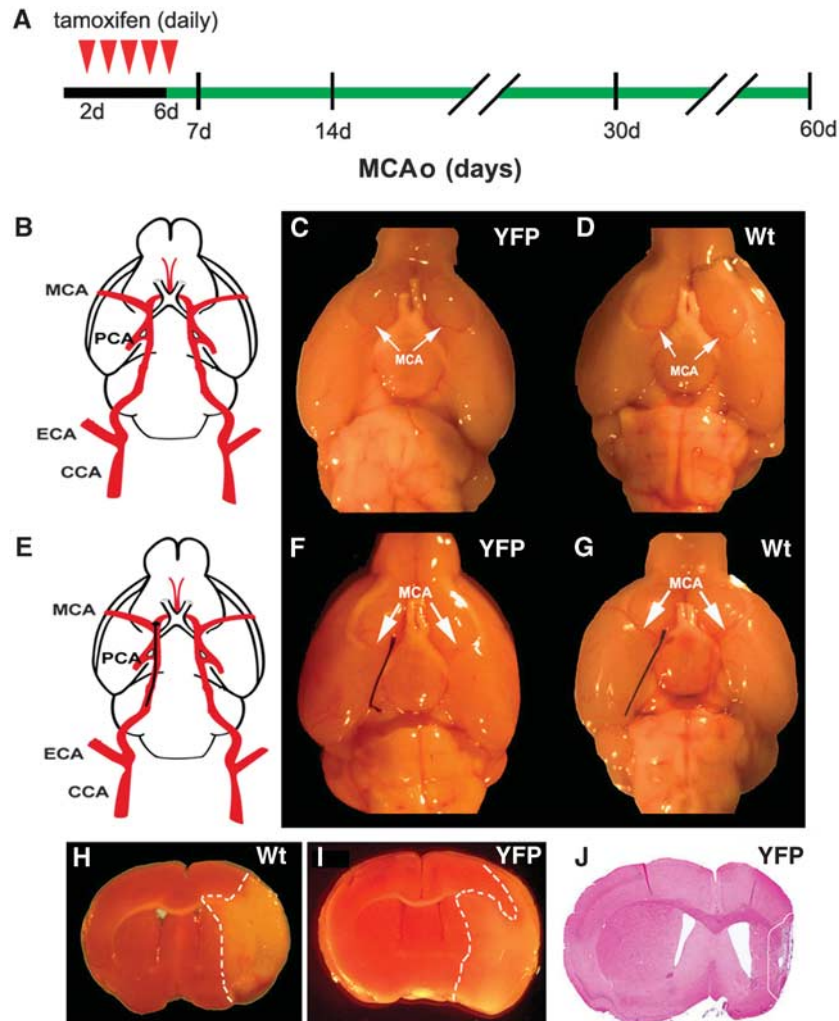 A
tamoxifen (daily)
2d 6d
7d 14d 30d 60d
MCAo (days)
B C YFP D Wt
MCA
PCA
MCA MCA
ECA
CCA
E F YFP G Wt
MCA MCA
MCA
PCA
ECA
CCA
H Wt I YFP J YFP